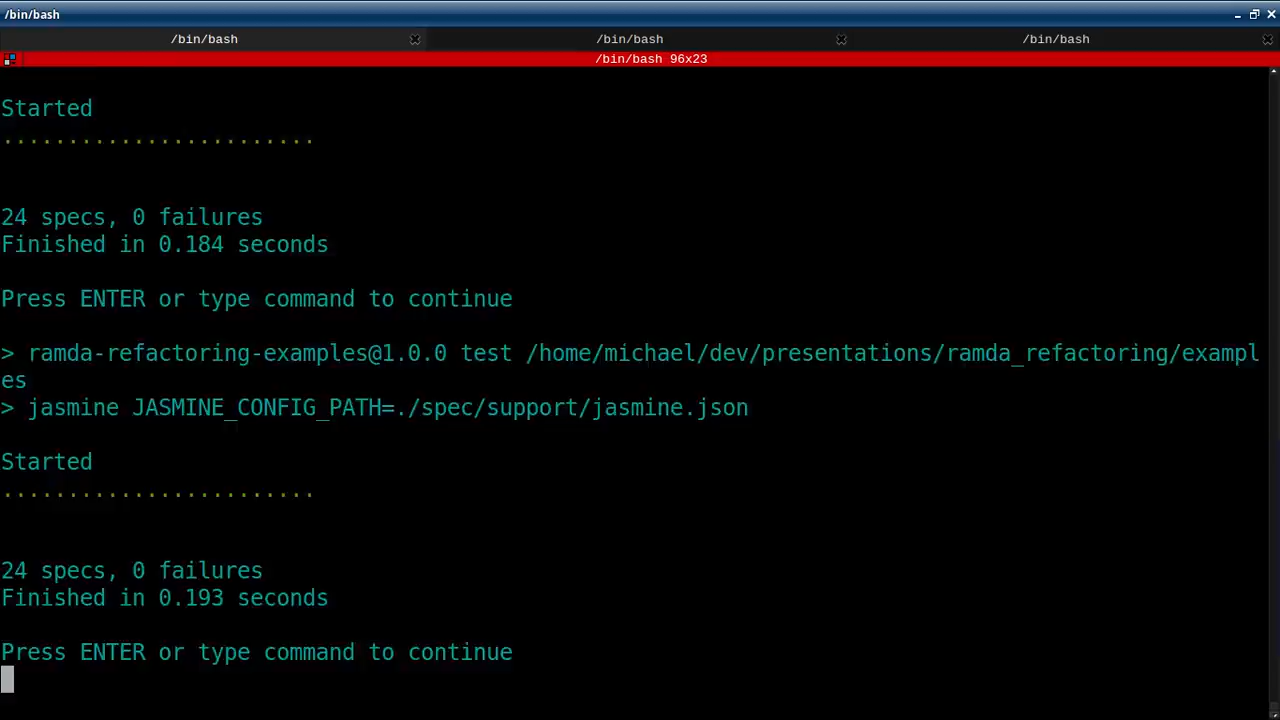 /bin/bash
/bin/bash /bin/bash /bin/bash
/bin/bash 96x23
Started
........................
24 specs, 0 failures
Finished in 0.184 seconds
Press ENTER or type command to continue
> ramda-refactoring-examples@1.0.0 test /home/michael/dev/presentations/ramda_refactoring/exampl
es
> jasmine JASMINE_CONFIG_PATH=./spec/support/jasmine.json
Started
........................
24 specs, 0 failures
Finished in 0.193 seconds
Press ENTER or type command to continue